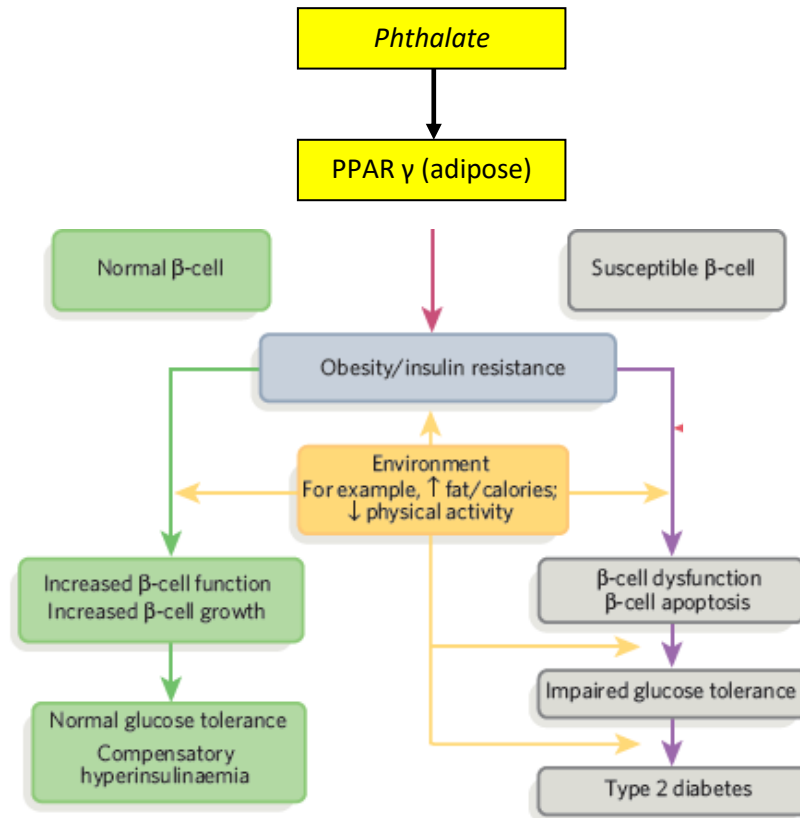 Phthalate
PPAR γ (adipose)
Normal β-cell
Susceptible β-cell
Obesity/insulin resistance
Environment
For example, ↑ fat/calories;
↓ physical activity
Increased β-cell function
Increased β-cell growth
β-cell dysfunction
β-cell apoptosis
Normal glucose tolerance
Compensatory
hyperinsulinaemia
Impaired glucose tolerance
Type 2 diabetes